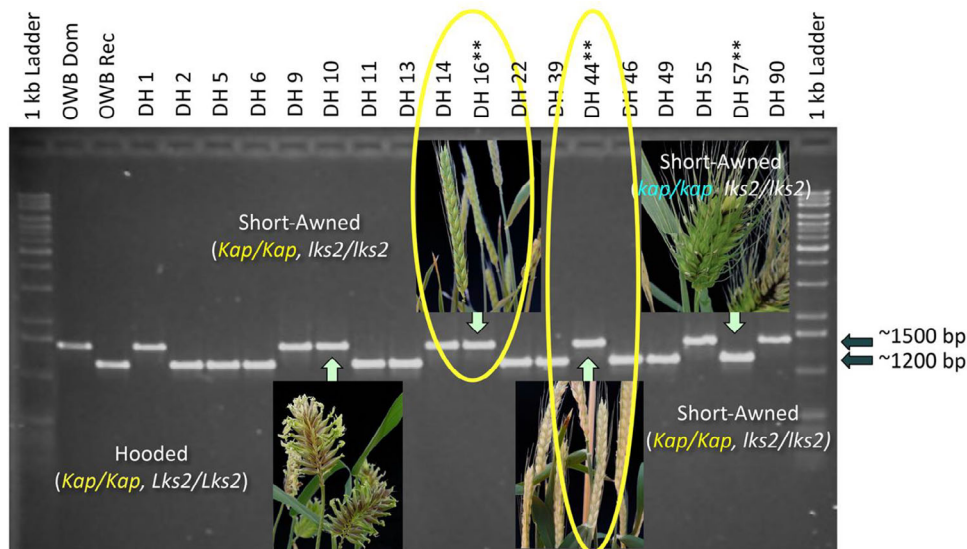 1 kb Ladder
OWB Dom
OWB Rec
DH 1
DH 2
DH 5
DH 6
DH 9
DH 10
DH 11
DH 13
DH 14
DH 16**
DH 22
DH 39
DH 44**
DH 46
DH 49
DH 55
DH 57**
DH 90
1 kb Ladder
Short-Awned
(Kap/Kap, lks2/lks2
Short-Awned
(kap/kap lks2/lks2)
~1500 bp
~1200 bp
Hooded
(Kap/Kap, Lks2/Lks2)
Short-Awned
(Kap/Kap, lks2/lks2)